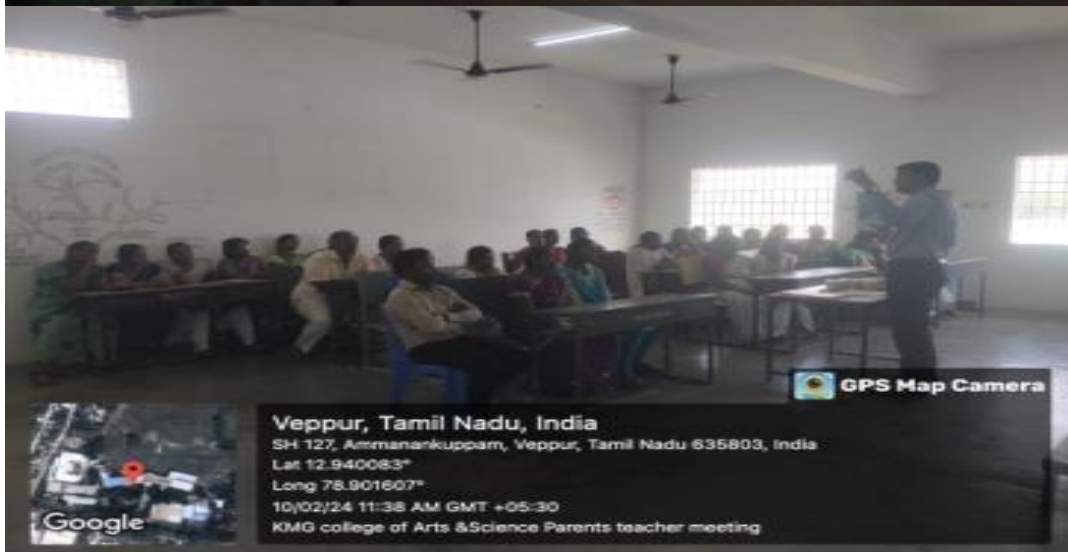 GPS Map Camera
Veppur, Tamil Nadu, India
SH 127, Ammanankuppam, Veppur, Tamil Nadu 635803, India
Lat 12.940083°
Long 78.901607°
10/02/24 11:38 AM GMT +05:30
KMG college of Arts &Science Parents teacher meeting
Google